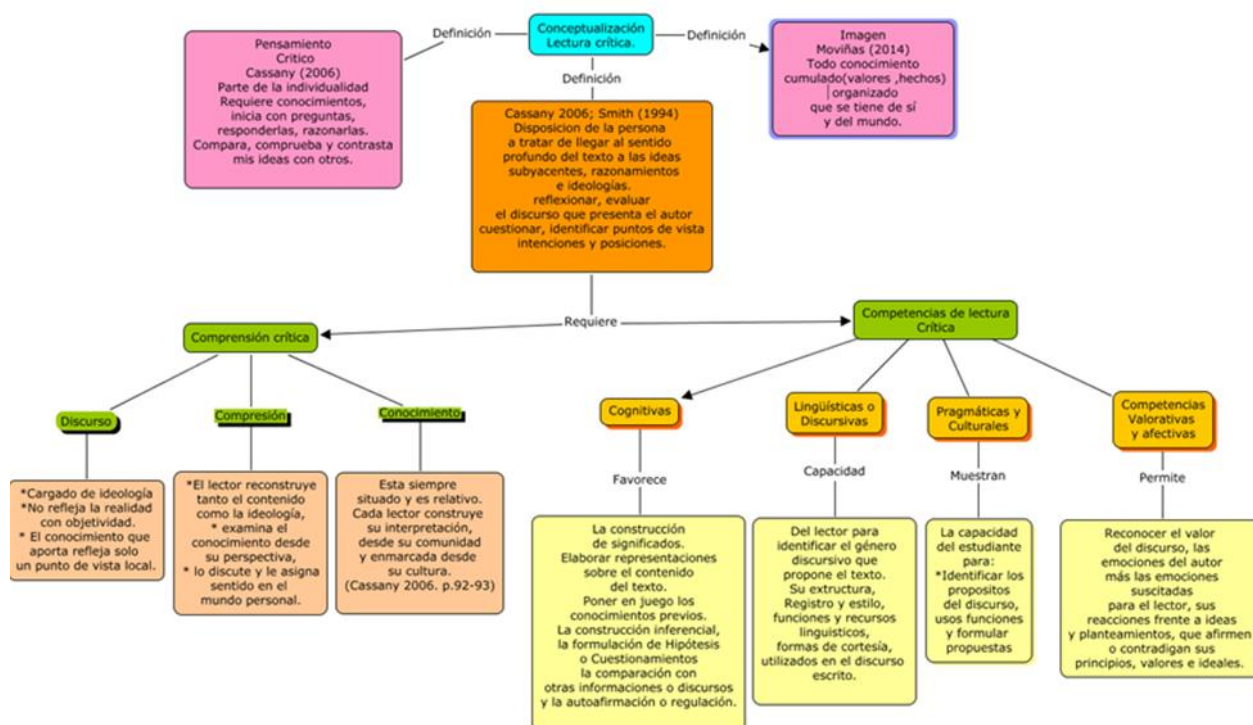 Conceptualización
Lectura crítica.
Definición
Definición
Definición
Pensamiento
Critico
Cassany (2006)
Parte de la individualidad
Requiere conocimientos,
inicia con preguntas,
responderlas, razonarlas.
Compara, comprueba y contrasta
mis ideas con otros.
Cassany 2006; Smith (1994)
Disposicion de la persona
a tratar de llegar al sentido
profundo del texto a las ideas
subyacentes, razonamientos
e ideologías.
reflexionar, evaluar
el discurso que presenta el autor
cuestionar, identificar puntos de vista
intenciones y posiciones.
Imagen
Moviñas (2014)
Todo conocimiento
cumulado(valores ,hechos)
organizado
que se tiene de sí
y del mundo.
Requiere
Comprensión crítica
Competencias de lectura
Crítica
Discurso
Compresión
Conocimiento
*Cargado de ideología
*No refleja la realidad
con objetividad.
* El conocimiento que
aporta refleja solo
un punto de vista local.
*El lector reconstruye
tanto el contenido
como la ideología,
* examina el
conocimiento desde
su perspectiva,
* lo discute y le asigna
sentido en el
mundo personal.
Esta siempre
situado y es relativo.
Cada lector construye
su interpretación,
desde su comunidad
y enmarcada desde
su cultura.
(Cassany 2006. p.92-93)
Cognitivas
Lingüísticas o
Discursivas
Pragmáticas y
Culturales
Competencias
Valorativas
y afectivas
Favorece
Capacidad
Muestran
Permite
La construcción
de significados.
Elaborar representaciones
sobre el contenido
del texto.
Poner en juego los
conocimientos previos.
La construcción inferencial,
la formulación de Hipótesis
o Cuestionamientos
la comparación con
otras informaciones o discursos
y la autoafirmación o regulación.
Del lector para
identificar el género
discursivo que
propone el texto.
Su extructura,
Registro y estilo,
funciones y recursos
linguisticos,
formas de cortesía,
utilizados en el discurso
escrito.
La capacidad
del estudiante
para:
*Identificar los
propositos
del discurso,
usos funciones
y formular
propuestas
Reconocer el valor
del discurso, las
emociones del autor
más las emociones
suscitadas
para el lector, sus
reacciones frente a ideas
y planteamientos, que afirmen
o contradigan sus
principios, valores e ideales.